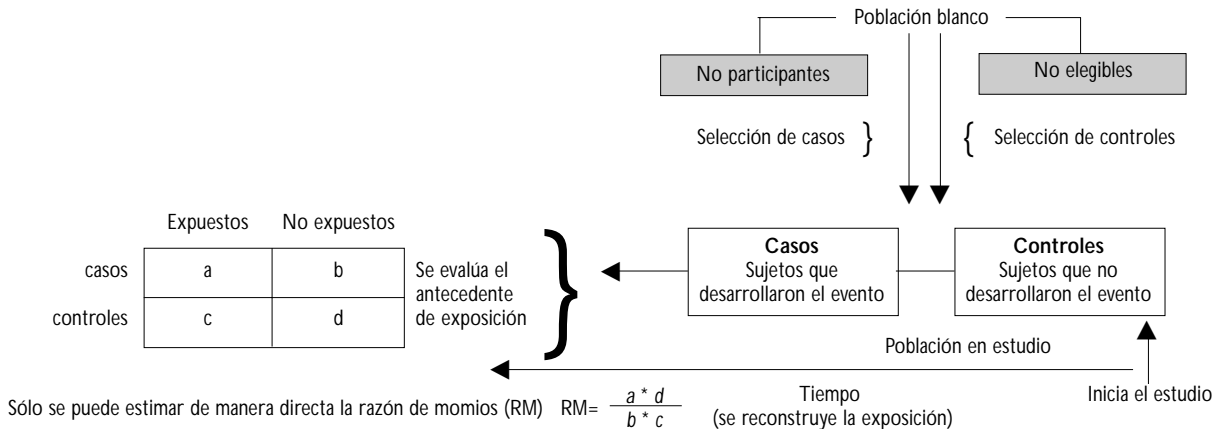 Población blanco
No participantes
No elegibles
Selección de casos }
{ Selección de controles
Expuestos No expuestos
casos a b
controles c d
Se evalúa el
antecedente
de exposición
}
Casos
Sujetos que
desarrollaron el evento
Controles
Sujetos que no
desarrollaron el evento
Población en estudio
Tiempo
(se reconstruye la exposición)
Inicia el estudio
Sólo se puede estimar de manera directa la razón de momios (RM) RM= a * d
b * c